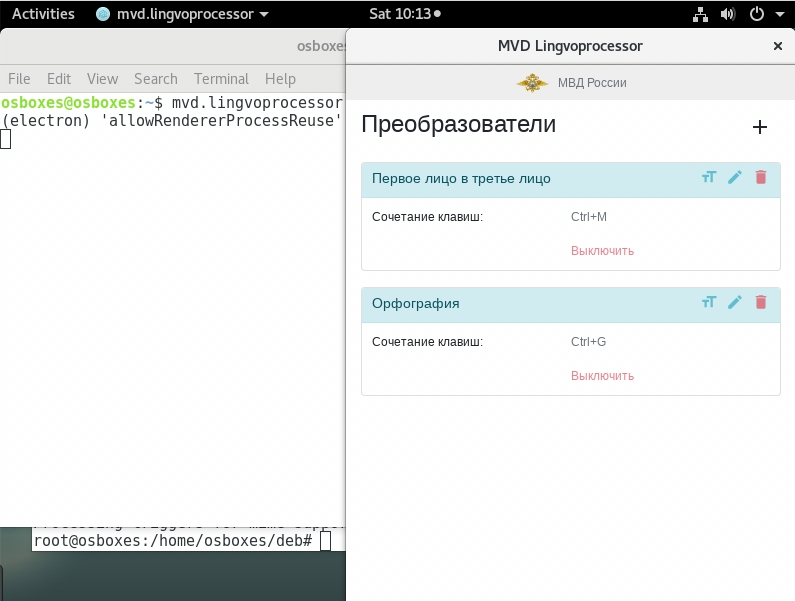 Activities mvd.lingvoprocessor Sat 10:13
osboxes
File Edit View Search Terminal Help
osboxes@osboxes:~$ mvd.lingvoprocessor
(electron) 'allowRendererProcessReuse'
root@osboxes:/home/osboxes/deb#
MVD Lingvoprocessor ×
МВД России
Преобразователи +
Первое лицо в третье лицо
Сочетание клавиш: Ctrl+M
Выключить
Орфография
Сочетание клавиш: Ctrl+G
Выключить